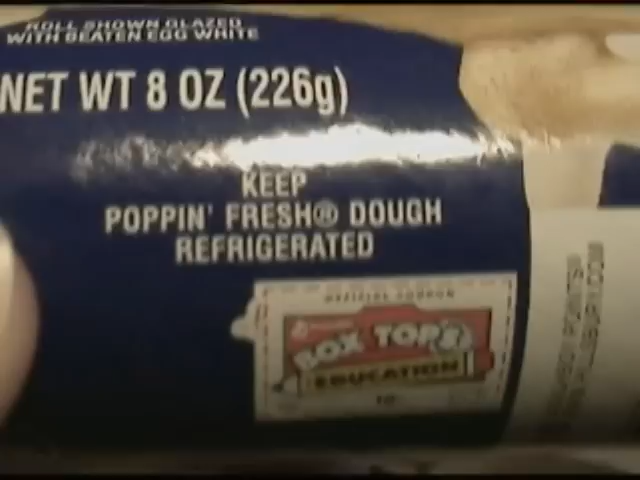 ROLL SHOWN GLAZED
WITH BEATEN EGG WHITE
NET WT 8 OZ (226g)
KEEP
POPPIN' FRESH® DOUGH
REFRIGERATED
OFFICIAL COUPON
BOX TOPS
EDUCATION
10¢